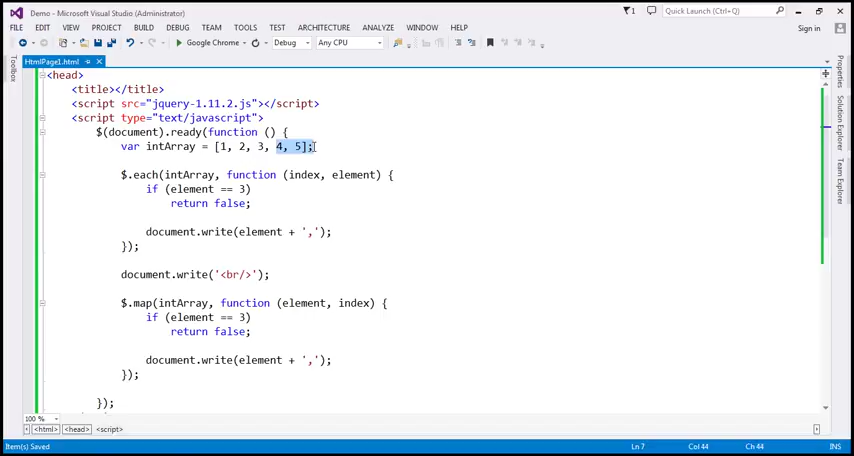 Demo - Microsoft Visual Studio (Administrator)
1
Quick Launch (Ctrl+Q)
FILE EDIT VIEW PROJECT BUILD DEBUG TEAM TOOLS TEST ARCHITECTURE ANALYZE WINDOW HELP
Sign in
Google Chrome Debug Any CPU
HtmlPage1.html
Toolbox
Properties
Solution Explorer
Team Explorer
<head>
<title></title>
<script src="jquery-1.11.2.js"></script>
<script type="text/javascript">
$(document).ready(function () {
var intArray = [1, 2, 3, 4, 5];
$.each(intArray, function (index, element) {
if (element == 3)
return false;
document.write(element + ',');
});
document.write('<br/>');
$.map(intArray, function (element, index) {
if (element == 3)
return false;
document.write(element + ',');
});
});
100 %
<html> <head> <script>
Item(s) Saved Ln 7 Col 44 Ch 44 INS